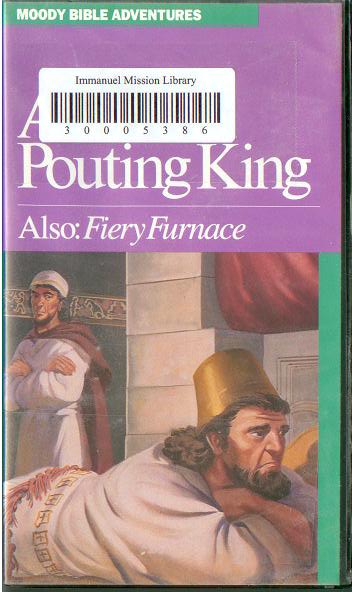 MOODY BIBLE ADVENTURES
Immanuel Mission Library
30005386
A
Pouting King
Also: Fiery Furnace